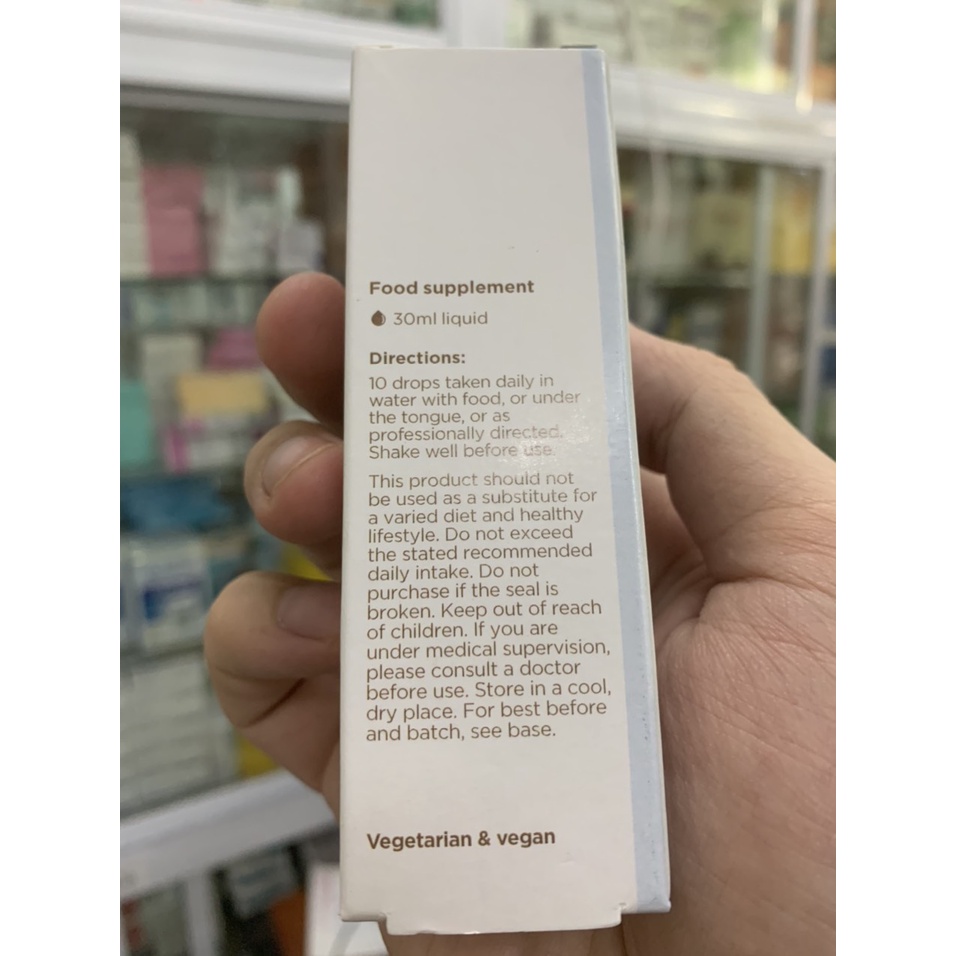 Food supplement
30ml liquid
Directions:
10 drops taken daily in
water with food, or under
the tongue, or as
professionally directed.
Shake well before use.
This product should not
be used as a substitute for
a varied diet and healthy
lifestyle. Do not exceed
the stated recommended
daily intake. Do not
purchase if the seal is
broken. Keep out of reach
of children. If you are
under medical supervision,
please consult a doctor
before use. Store in a cool,
dry place. For best before
and batch, see base.
Vegetarian & vegan